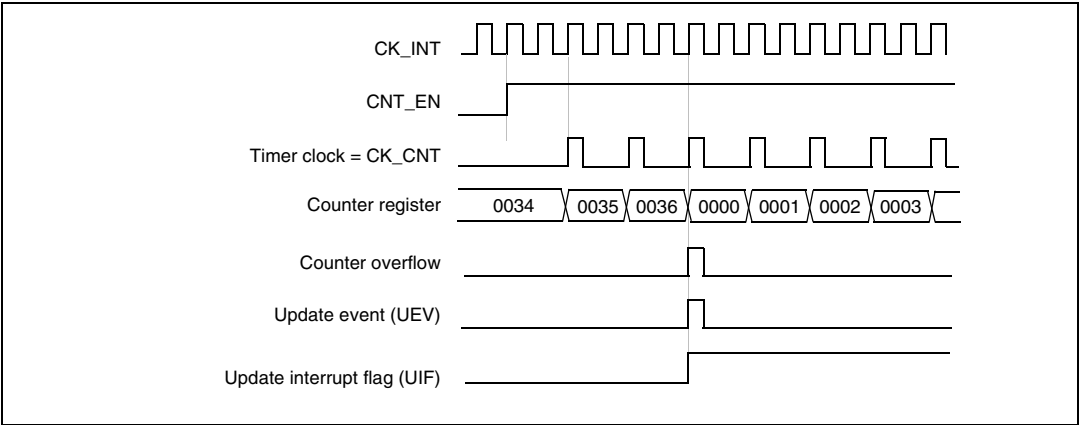 CK_INT
CNT_EN
Timer clock = CK_CNT
Counter register 0034 0035 0036 0000 0001 0002 0003
Counter overflow
Update event (UEV)
Update interrupt flag (UIF)